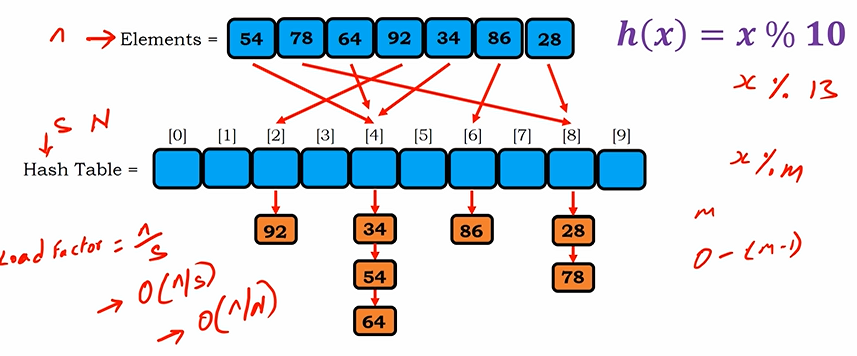 n → Elements = 54 78 64 92 34 86 28
h(x) = x % 10
x % 13
S N
[0] [1] [2] [3] [4] [5] [6] [7] [8] [9]
Hash Table =
x % m
92 34 86 28
m
54 78
0 - (m-1)
64
Load Factor = n/s
→ O(n/s)
→ O(n/N)